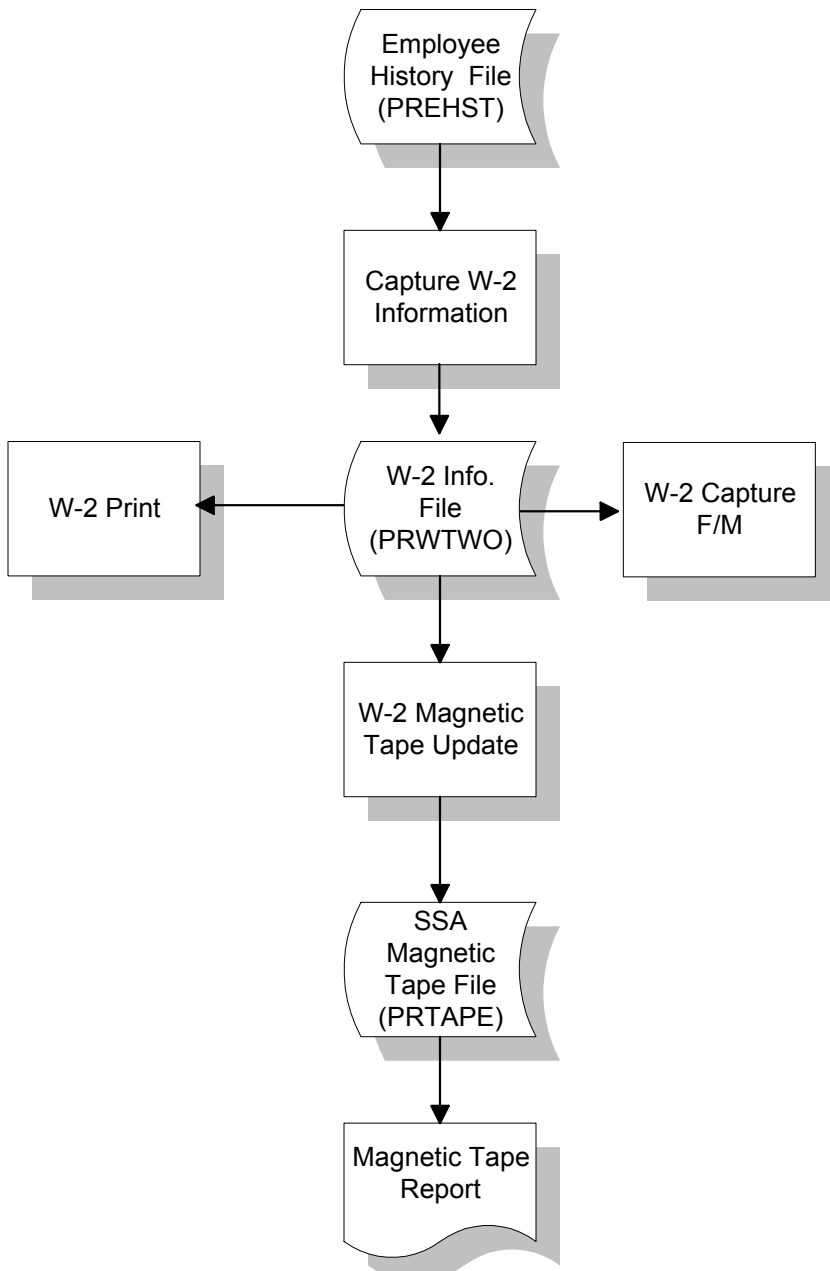 Employee
History File
(PREHST)
Capture W-2
Information
W-2 Print
W-2 Info.
File
(PRWTWO)
W-2 Capture
F/M
W-2 Magnetic
Tape Update
SSA
Magnetic
Tape File
(PRTAPE)
Magnetic Tape
Report